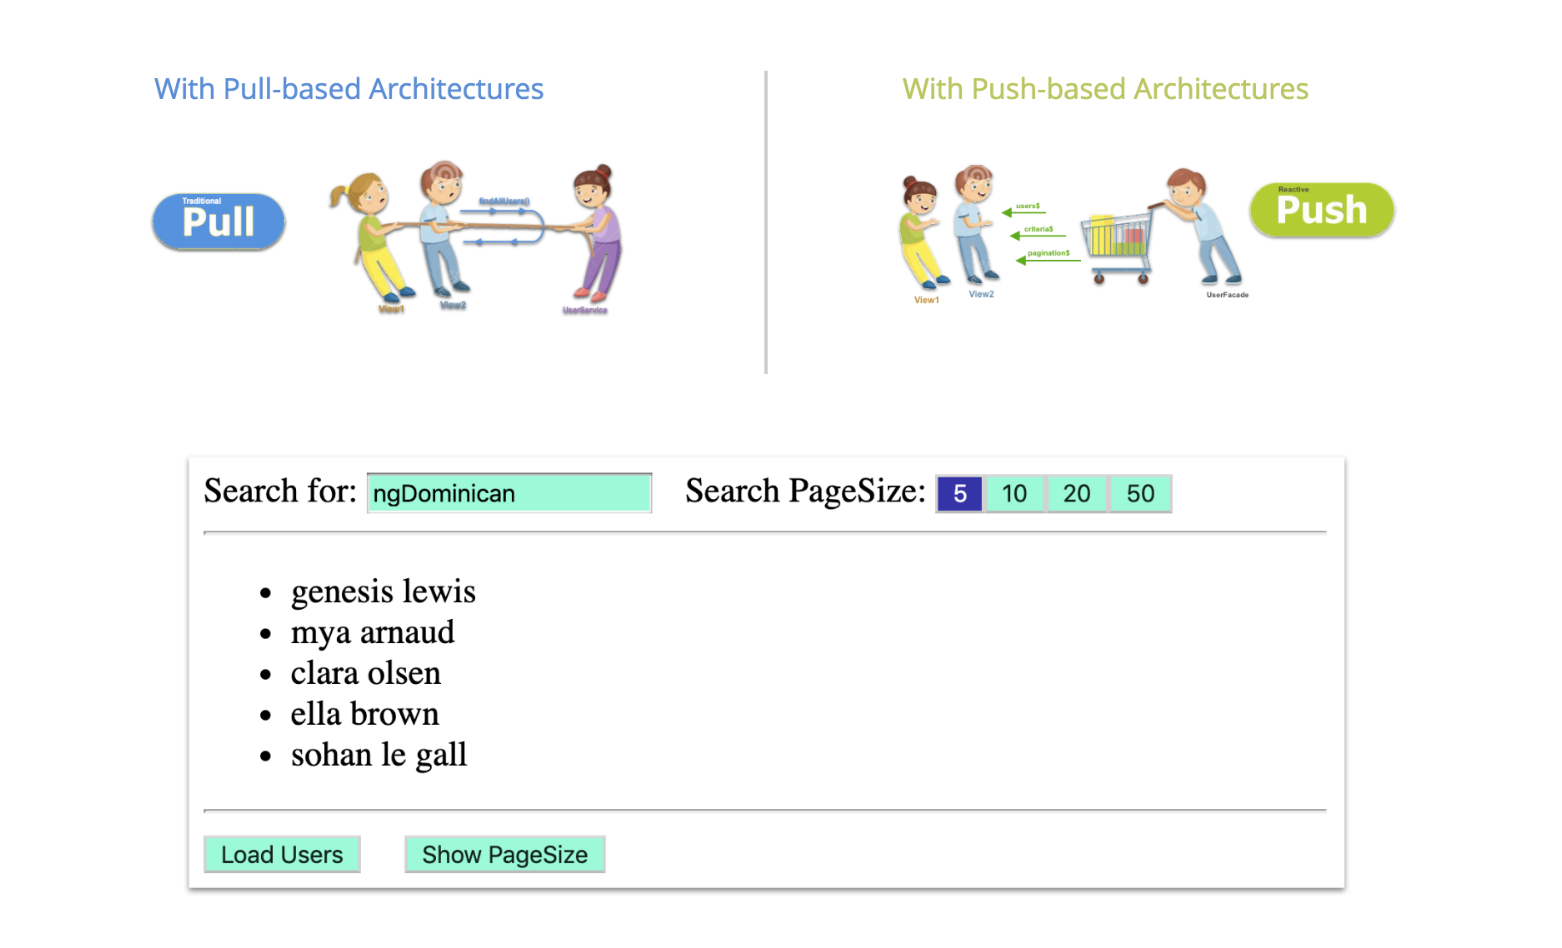 With Pull-based Architectures
With Push-based Architectures
Traditional
Pull
findAllUsers()
View1
View2
UserService
users$
criteria$
pagination$
View1
View2
UserFacade
Reactive
Push
Search for: ngDominican Search PageSize: 5 10 20 50
genesis lewis
mya arnaud
clara olsen
ella brown
sohan le gall
Load Users Show PageSize